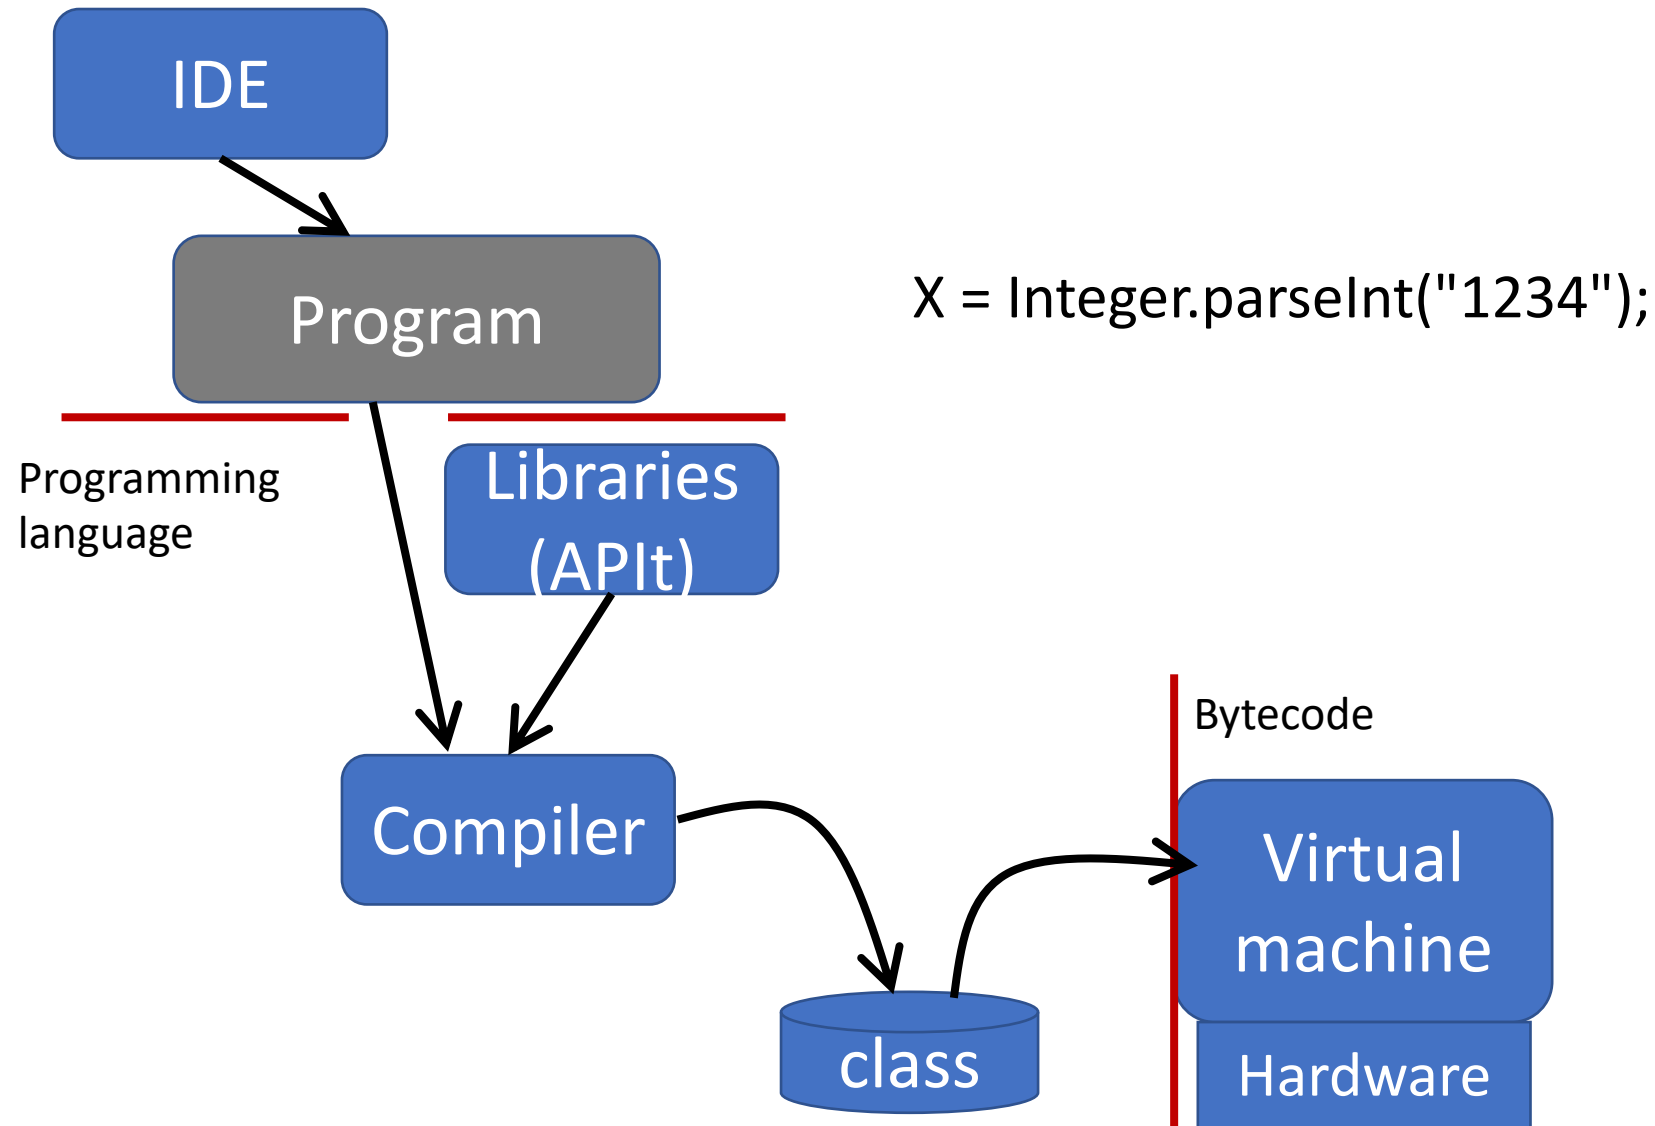 IDE
Program
X = Integer.parseInt("1234");
Programming
language
Libraries
(APIt)
Bytecode
Compiler
Virtual
machine
class
Hardware